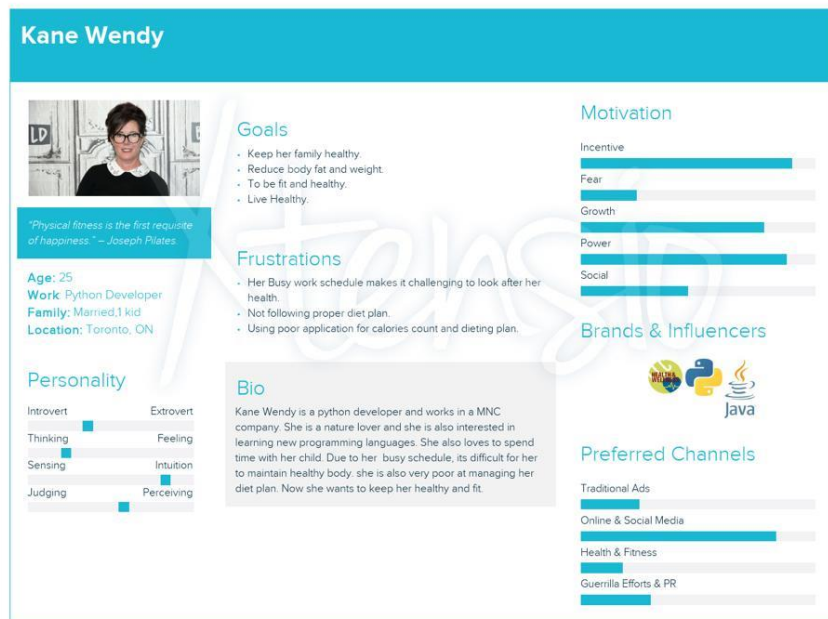 Kane Wendy
LD
"Physical fitness is the first requisite
of happiness." – Joseph Pilates.
Age: 25
Work: Python Developer
Family: Married,1 kid
Location: Toronto, ON
Personality
Introvert Extrovert
Thinking Feeling
Sensing Intuition
Judging Perceiving
Goals
• Keep her family healthy.
• Reduce body fat and weight.
• To be fit and healthy.
• Live Healthy.
Frustrations
• Her Busy work schedule makes it challenging to look after her
health.
• Not following proper diet plan.
• Using poor application for calories count and dieting plan.
Bio
Kane Wendy is a python developer and works in a MNC
company. She is a nature lover and she is also interested in
learning new programming languages. She also loves to spend
time with her child. Due to her busy schedule, its difficult for her
to maintain healthy body. she is also very poor at managing her
diet plan. Now she wants to keep her healthy and fit.
Motivation
Incentive
Fear
Growth
Power
Social
Brands & Influencers
HEALTH &
WELLNESS
Java
Preferred Channels
Traditional Ads
Online & Social Media
Health & Fitness
Guerrilla Efforts & PR
Xtensio